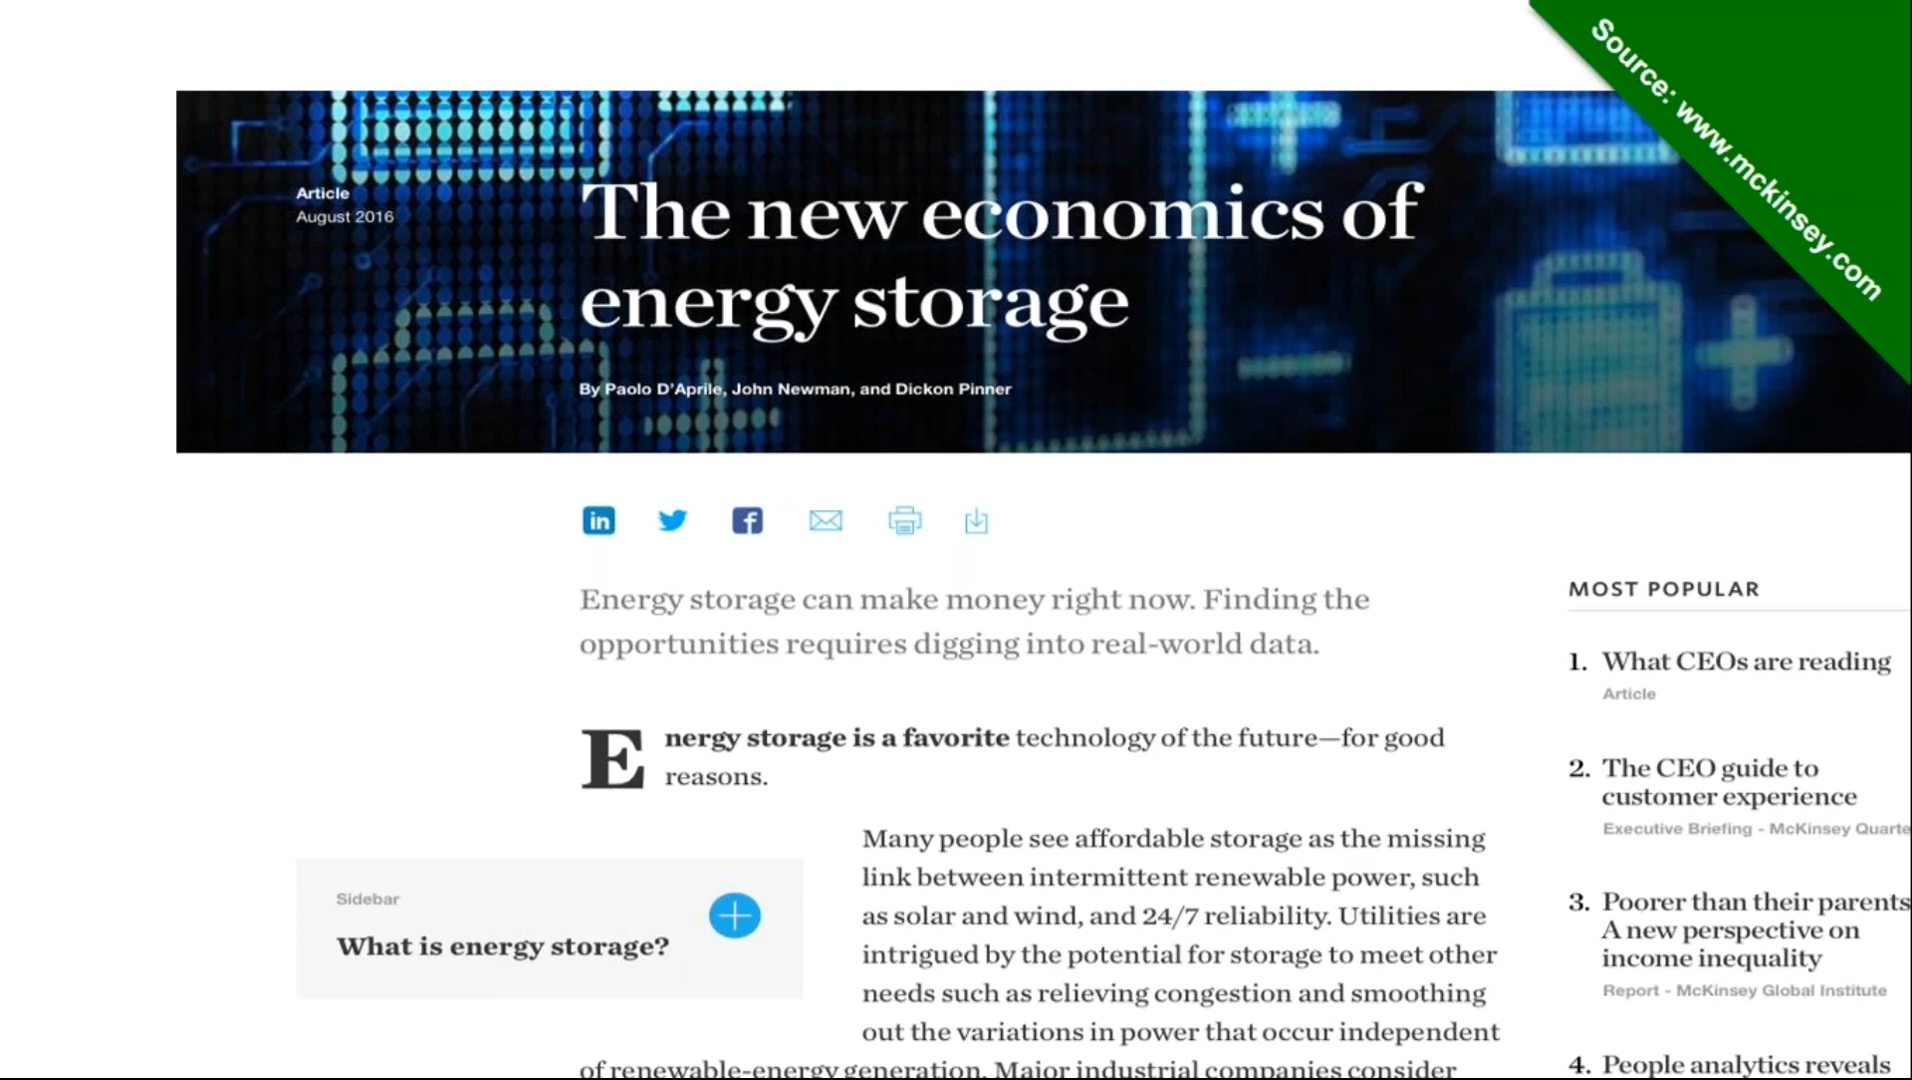 Source: www.mckinsey.com
Article
August 2016
The new economics of
energy storage
By Paolo D'Aprile, John Newman, and Dickon Pinner
in
f
Energy storage can make money right now. Finding the
opportunities requires digging into real-world data.
Energy storage is a favorite technology of the future—for good
reasons.
Sidebar
What is energy storage?
Many people see affordable storage as the missing
link between intermittent renewable power, such
as solar and wind, and 24/7 reliability. Utilities are
intrigued by the potential for storage to meet other
needs such as relieving congestion and smoothing
out the variations in power that occur independent
of renewable-energy generation. Major industrial companies consider
MOST POPULAR
1. What CEOs are reading
Article
2. The CEO guide to
customer experience
Executive Briefing - McKinsey Quarte
3. Poorer than their parents
A new perspective on
income inequality
Report - McKinsey Global Institute
4. People analytics reveals